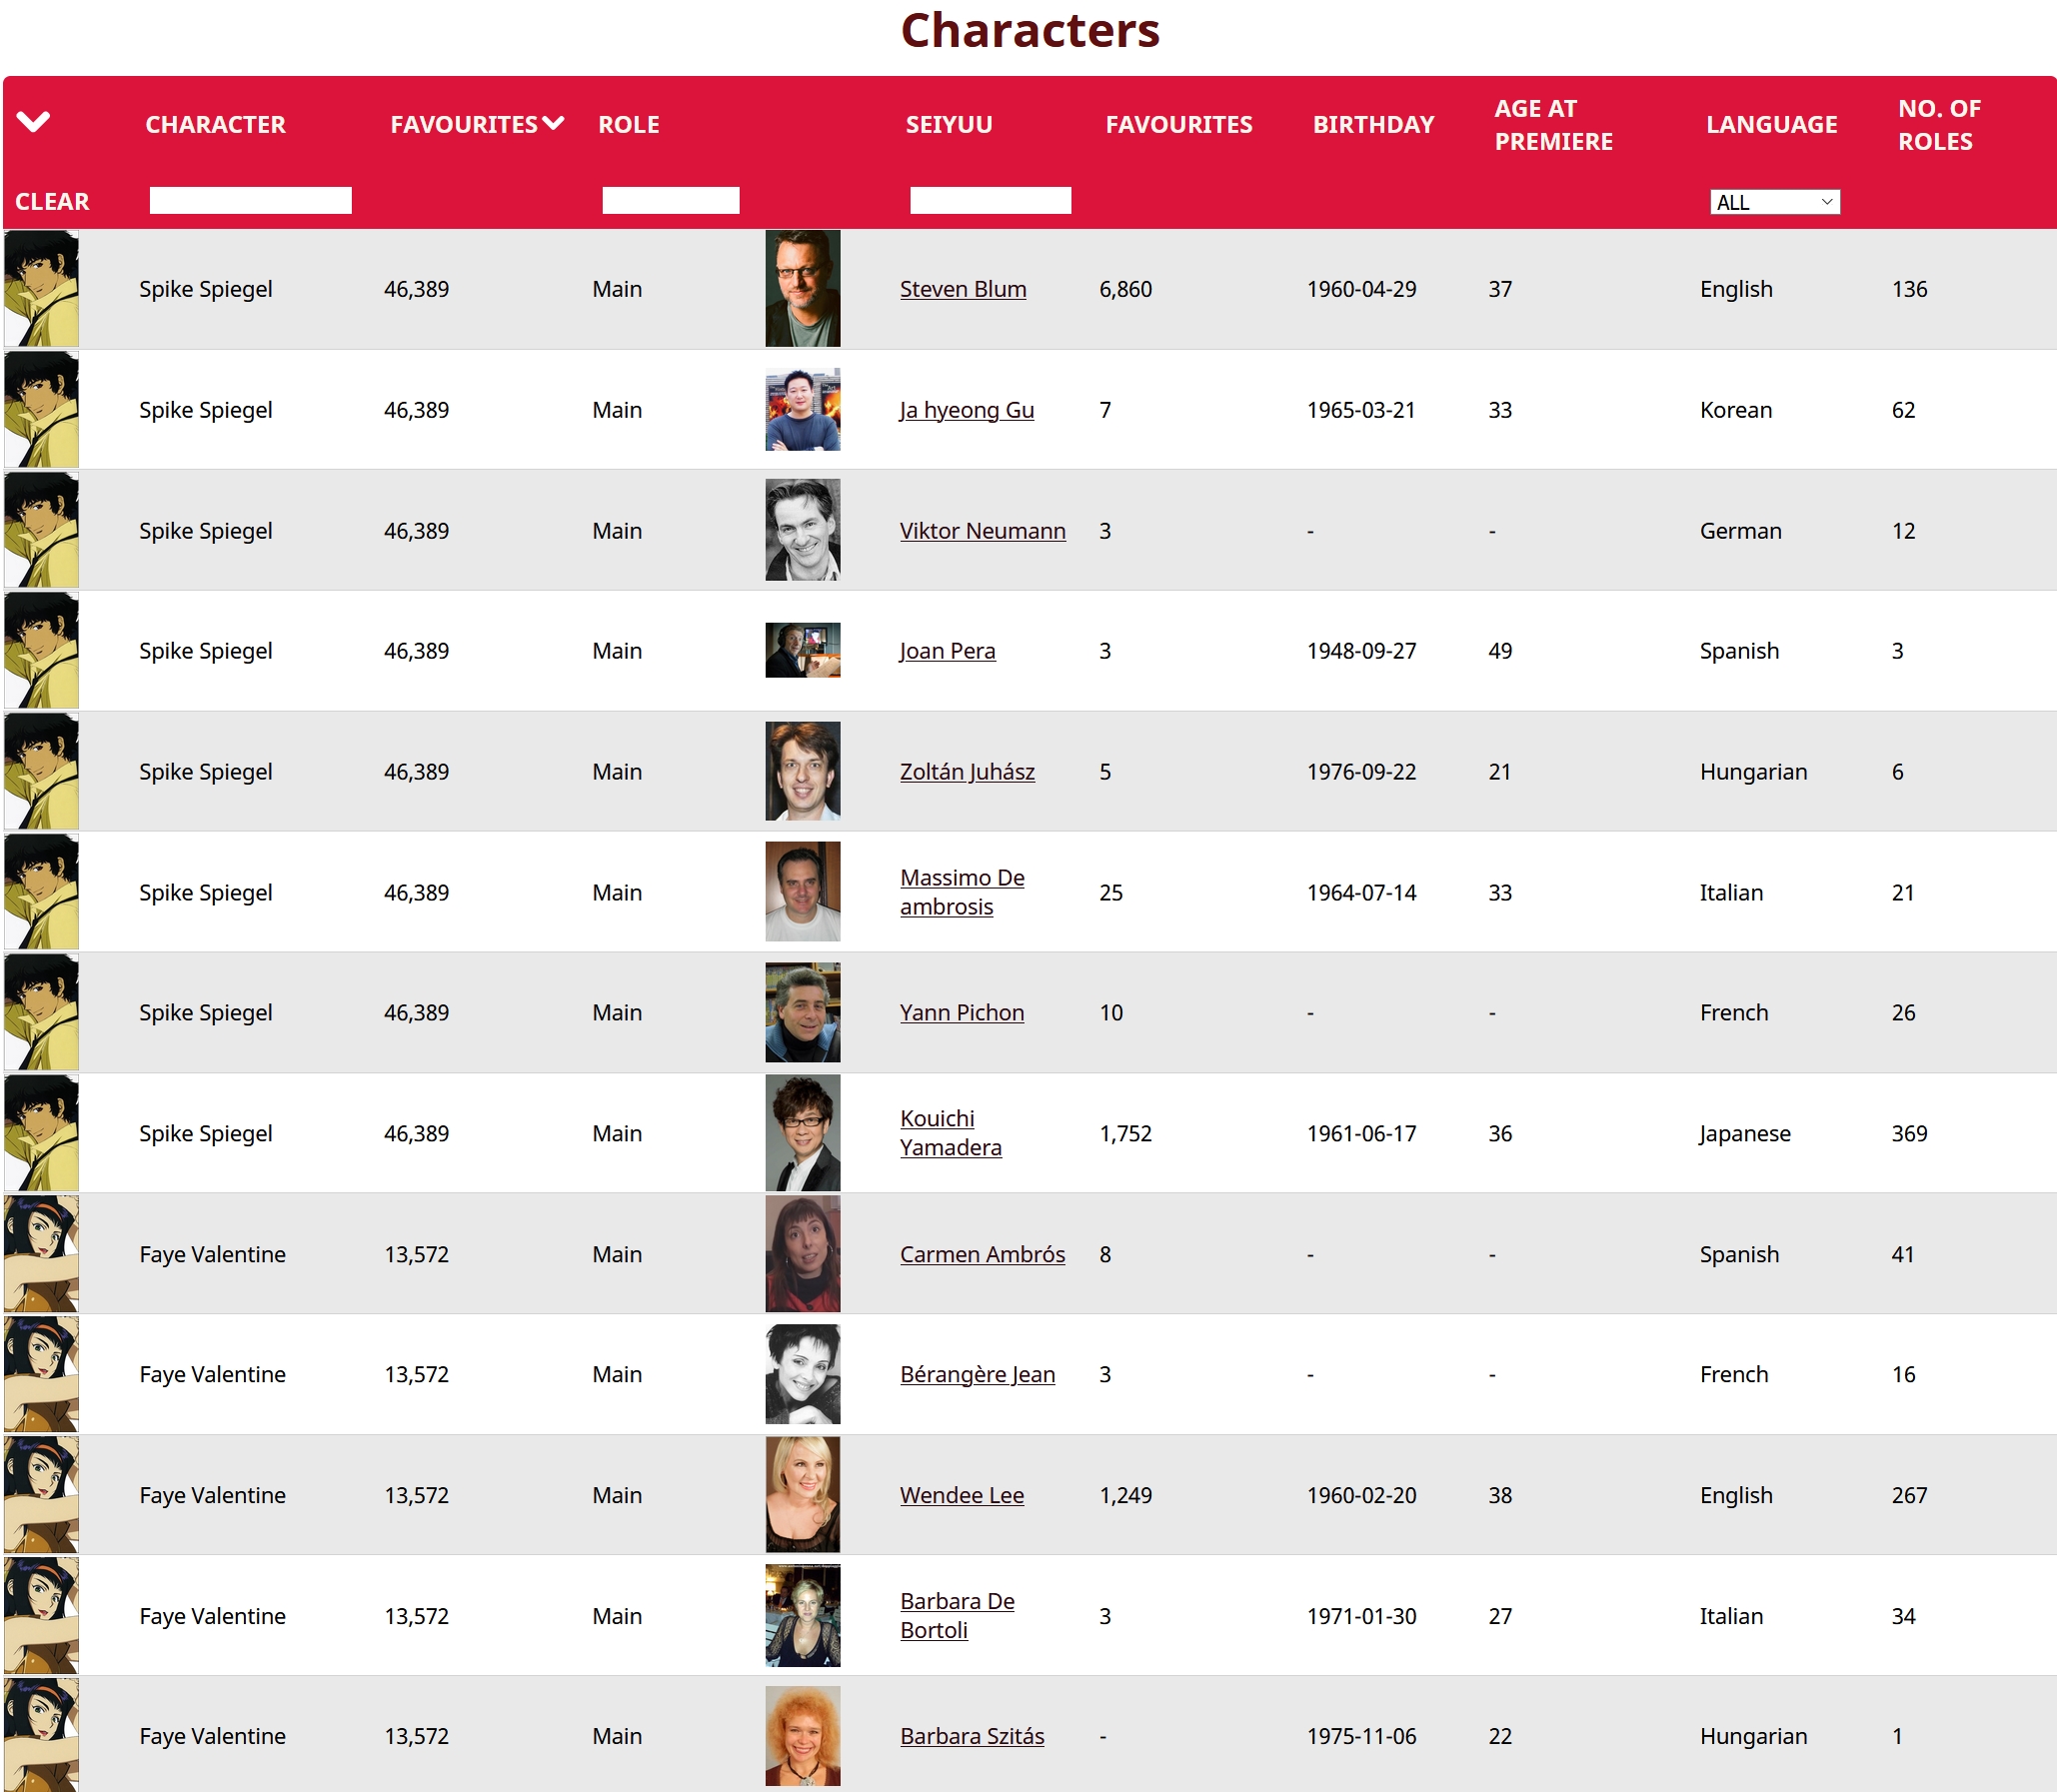 Characters
CHARACTER FAVOURITES ROLE SEIYUU FAVOURITES BIRTHDAY AGE AT PREMIERE LANGUAGE NO. OF ROLES
CLEAR ALL
Spike Spiegel 46,389 Main Steven Blum 6,860 1960-04-29 37 English 136
Spike Spiegel 46,389 Main Ja hyeong Gu 7 1965-03-21 33 Korean 62
Spike Spiegel 46,389 Main Viktor Neumann 3 - - German 12
Spike Spiegel 46,389 Main Joan Pera 3 1948-09-27 49 Spanish 3
Spike Spiegel 46,389 Main Zoltán Juhász 5 1976-09-22 21 Hungarian 6
Spike Spiegel 46,389 Main Massimo De ambrosis 25 1964-07-14 33 Italian 21
Spike Spiegel 46,389 Main Yann Pichon 10 - - French 26
Spike Spiegel 46,389 Main Kouichi Yamadera 1,752 1961-06-17 36 Japanese 369
Faye Valentine 13,572 Main Carmen Ambrós 8 - - Spanish 41
Faye Valentine 13,572 Main Bérangère Jean 3 - - French 16
Faye Valentine 13,572 Main Wendee Lee 1,249 1960-02-20 38 English 267
Faye Valentine 13,572 Main Barbara De Bortoli 3 1971-01-30 27 Italian 34
Faye Valentine 13,572 Main Barbara Szitás - 1975-11-06 22 Hungarian 1